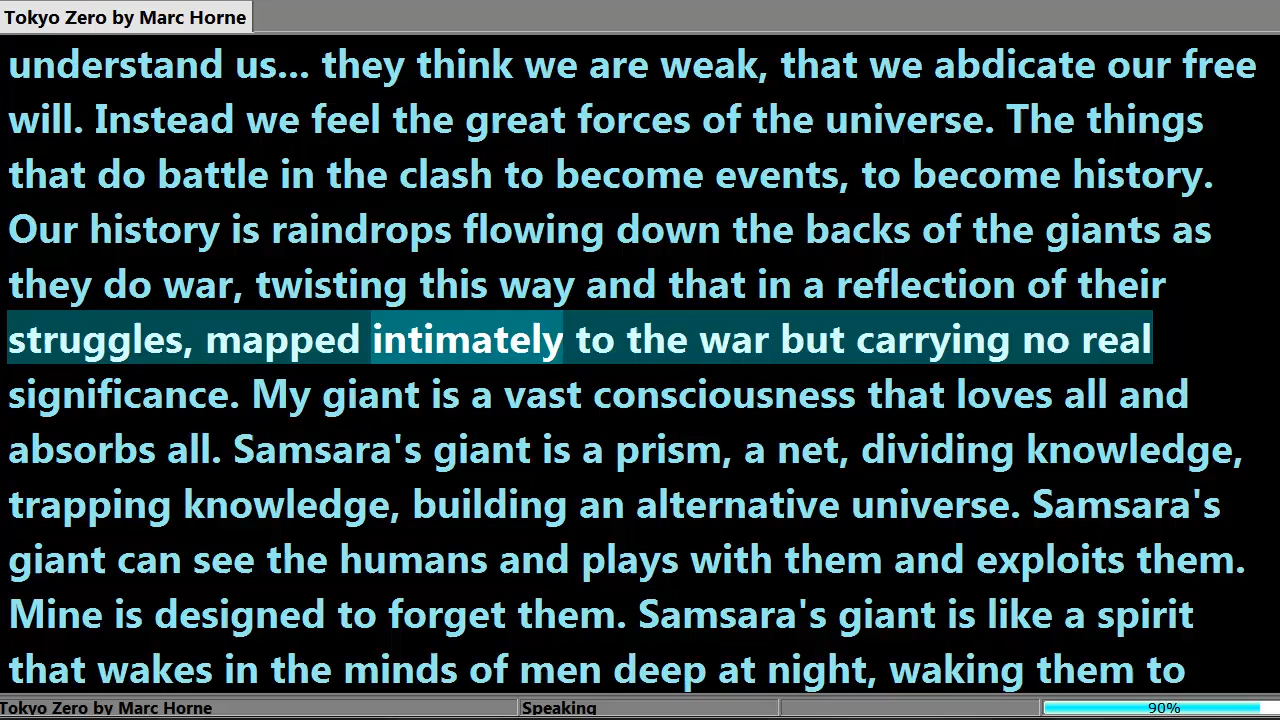 Tokyo Zero by Marc Horne
understand us... they think we are weak, that we abdicate our free
will. Instead we feel the great forces of the universe. The things
that do battle in the clash to become events, to become history.
Our history is raindrops flowing down the backs of the giants as
they do war, twisting this way and that in a reflection of their
struggles, mapped intimately to the war but carrying no real
significance. My giant is a vast consciousness that loves all and
absorbs all. Samsara's giant is a prism, a net, dividing knowledge,
trapping knowledge, building an alternative universe. Samsara's
giant can see the humans and plays with them and exploits them.
Mine is designed to forget them. Samsara's giant is like a spirit
that wakes in the minds of men deep at night, waking them to
Tokyo Zero by Marc Horne Speaking 90%